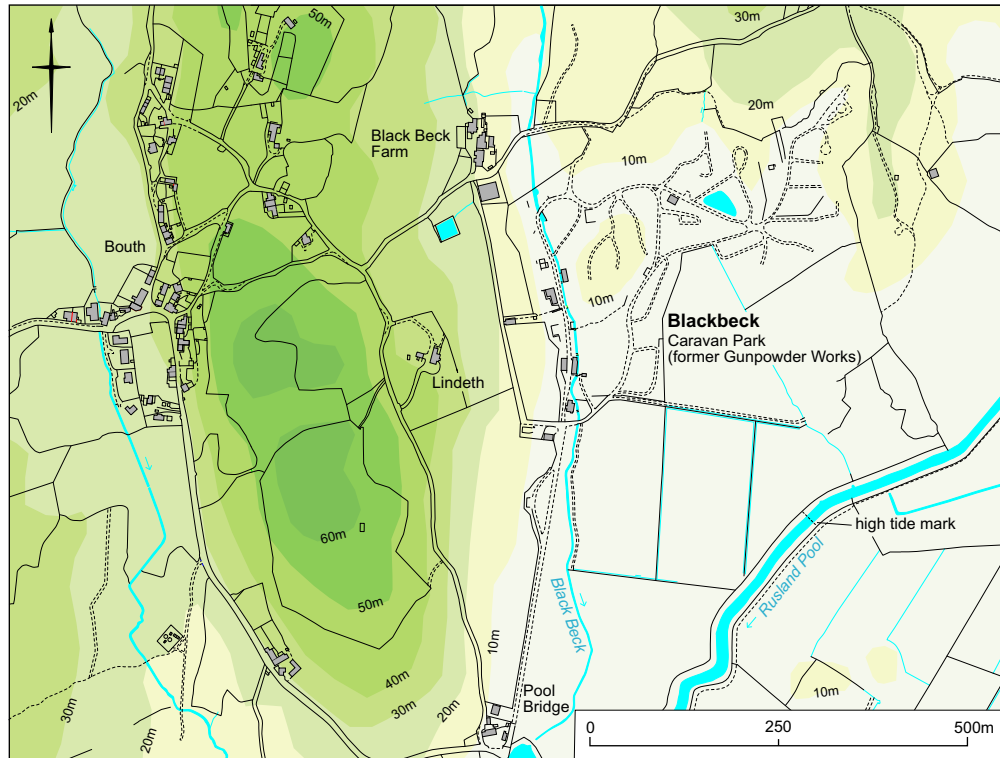 50m
30m
20m
20m
Black Beck
Farm
10m
Bouth
10m
Blackbeck
Caravan Park
(former Gunpowder Works)
Lindeth
high tide mark
60m
Rusland Pool
Black Beck
50m
10m
40m
30m
20m
30m
20m
Pool
Bridge
10m
0 250 500m